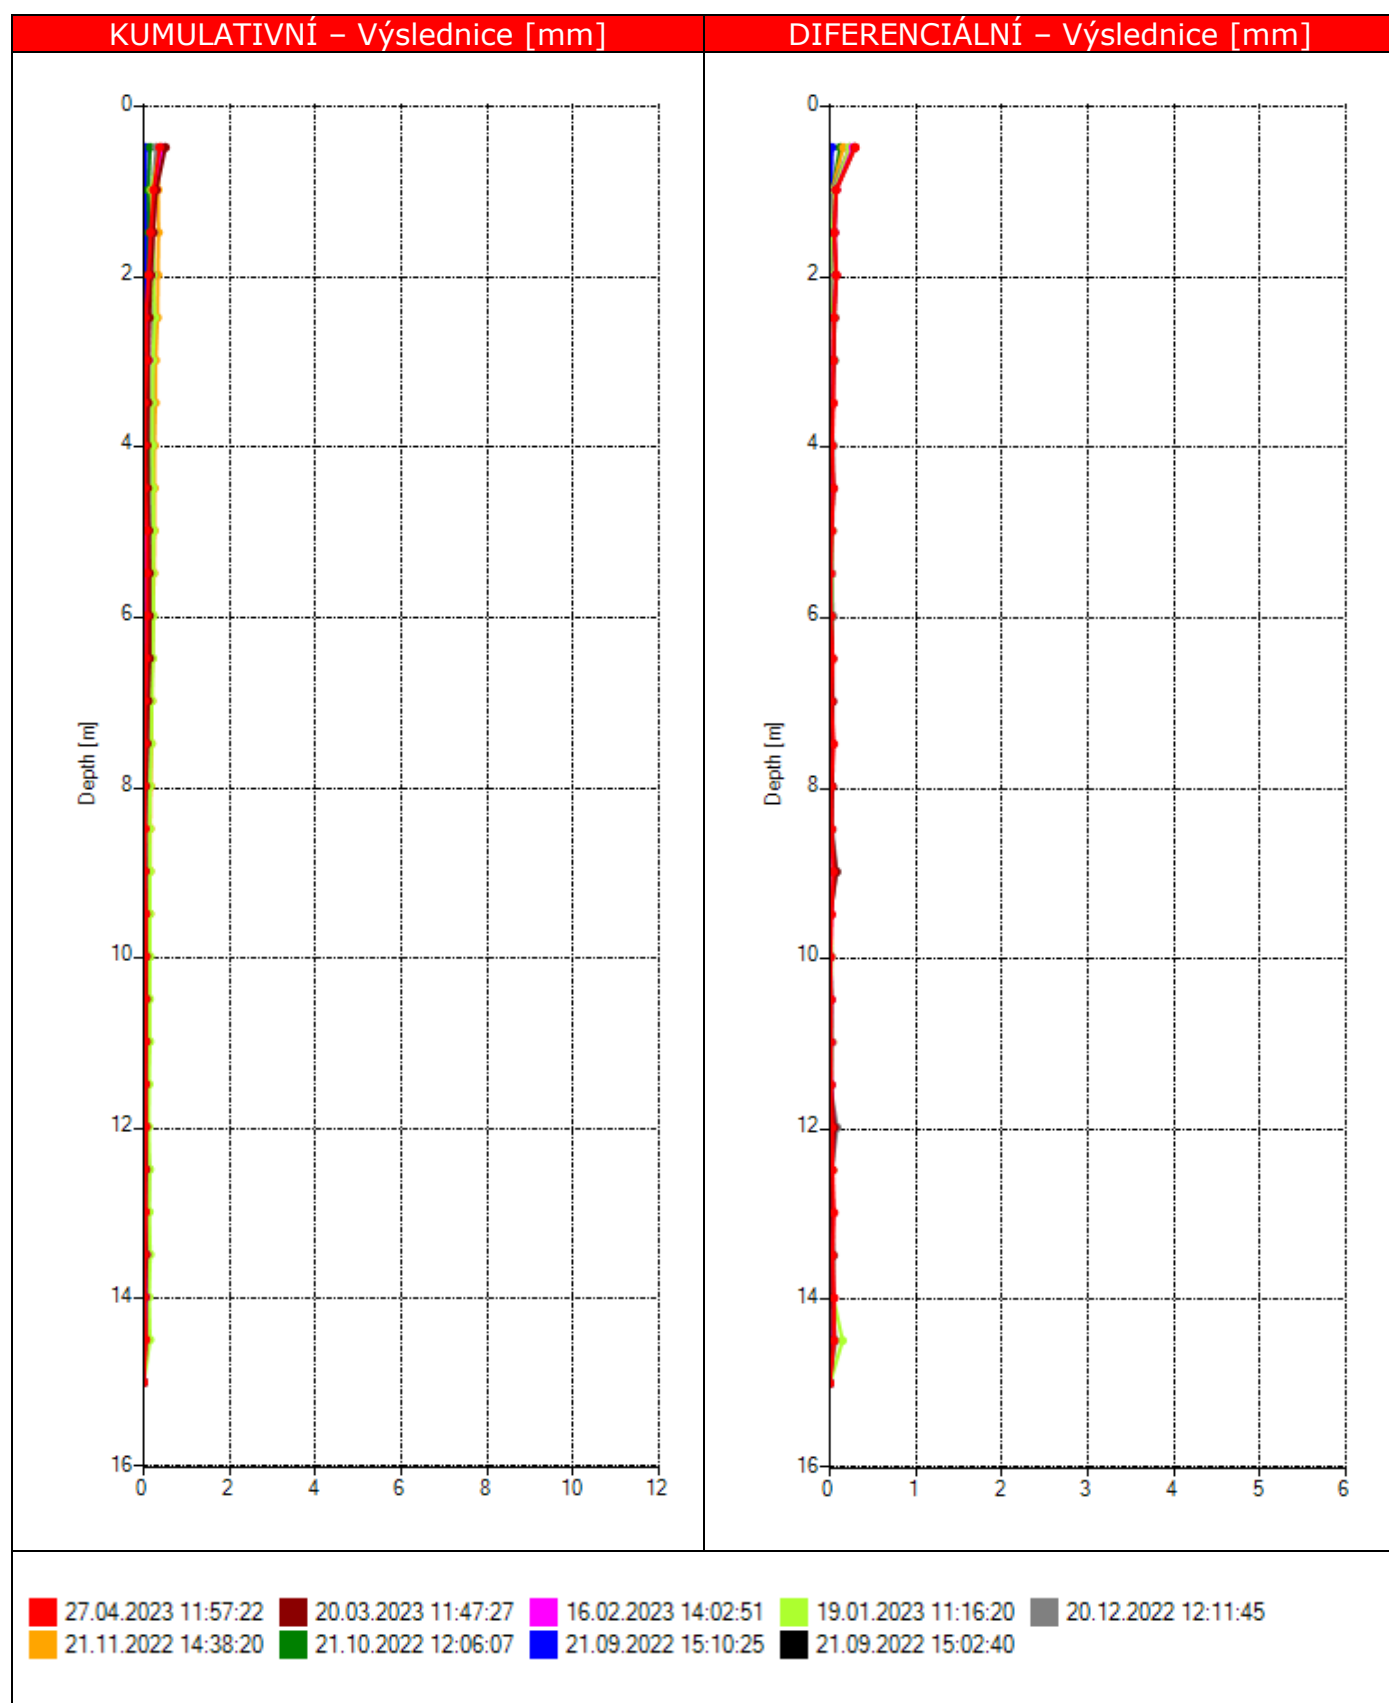 KUMULATIVNÍ – Výslednice [mm]
DIFERENCIÁLNÍ – Výslednice [mm]
0
2
4
6
8
10
12
14
16
Depth [m]
0 2 4 6 8 10 12
0
2
4
6
8
10
12
14
16
Depth [m]
0 1 2 3 4 5 6
27.04.2023 11:57:22 20.03.2023 11:47:27 16.02.2023 14:02:51 19.01.2023 11:16:20 20.12.2022 12:11:45
21.11.2022 14:38:20 21.10.2022 12:06:07 21.09.2022 15:10:25 21.09.2022 15:02:40